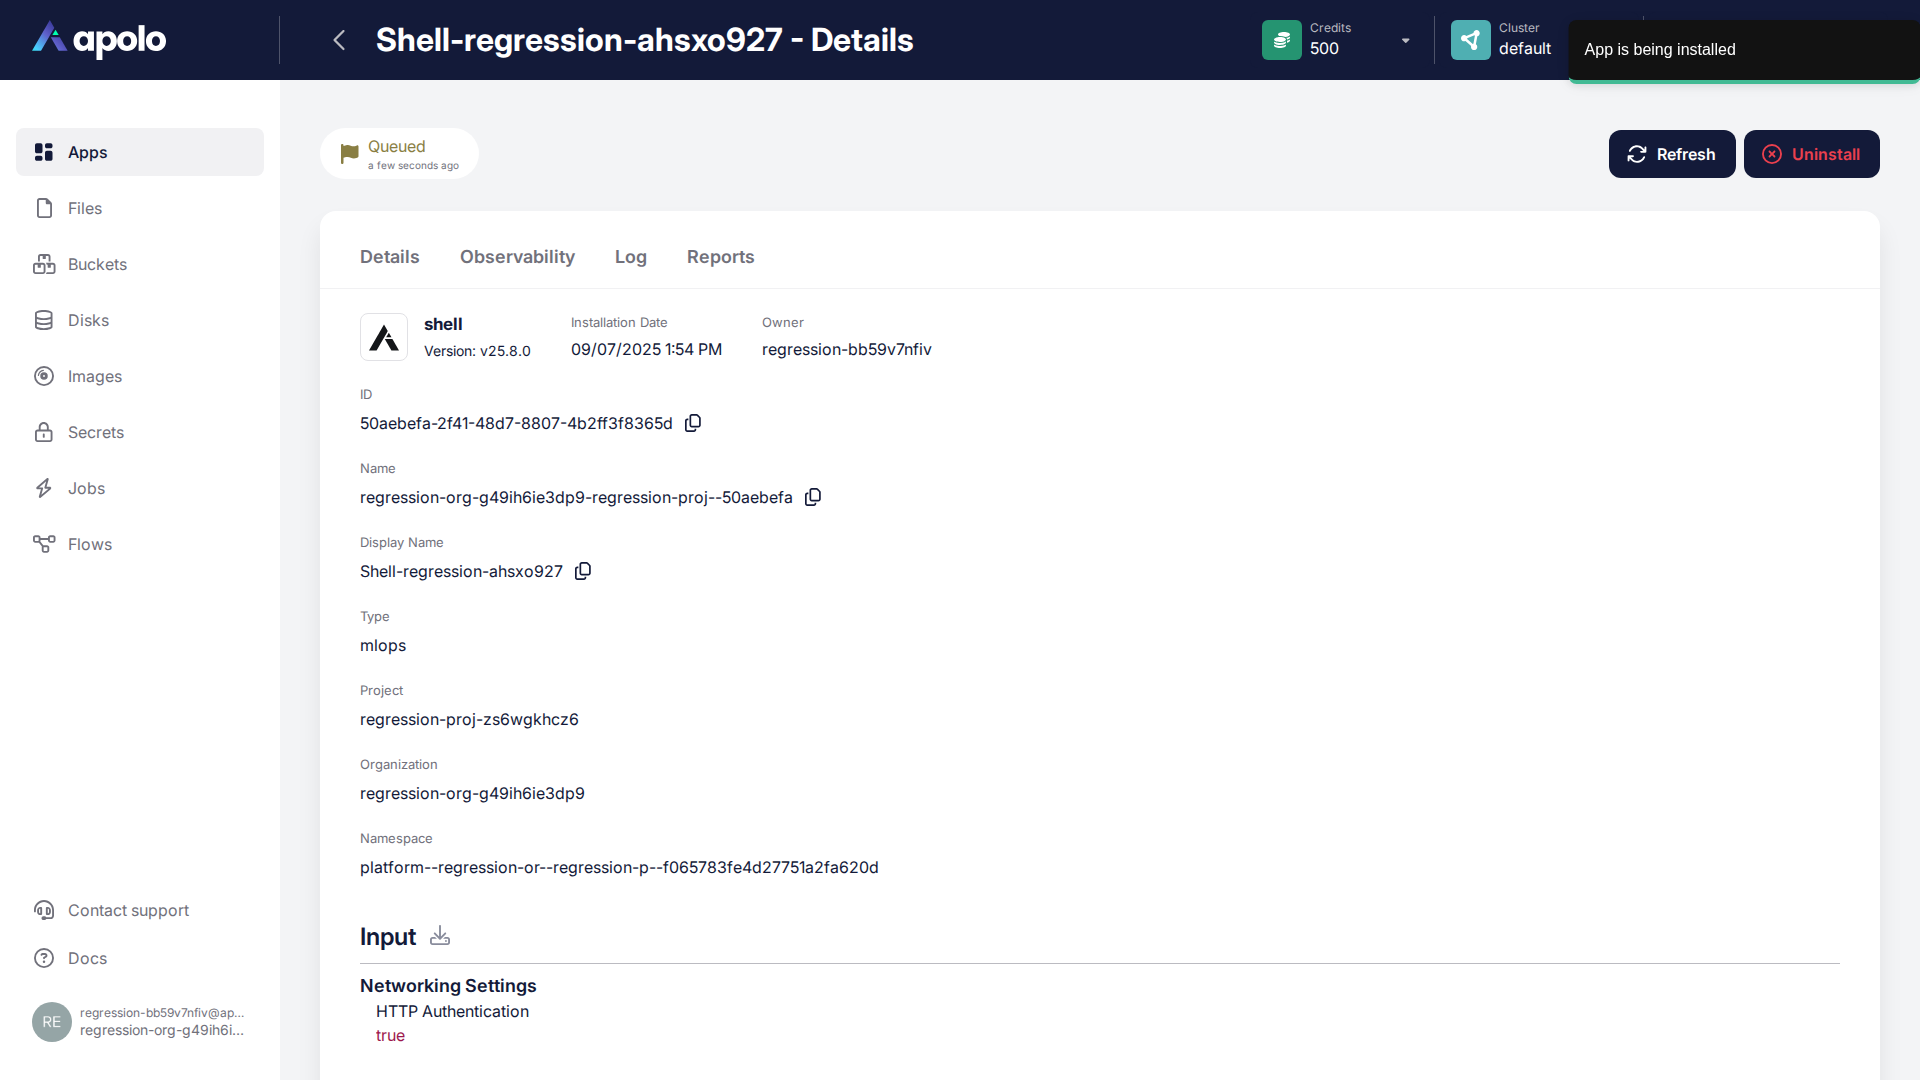 apolo
Shell-regression-ahsxo927 - Details
Credits
500
Cluster
default
App is being installed
Apps
Files
Buckets
Disks
Images
Secrets
Jobs
Flows
Contact support
Docs
RE
regression-bb59v7nfiv@ap...
regression-org-g49ih6i...
Queued
a few seconds ago
Refresh
Uninstall
Details
Observability
Log
Reports
shell
Version: v25.8.0
Installation Date
09/07/2025 1:54 PM
Owner
regression-bb59v7nfiv
ID
50aebefa-2f41-48d7-8807-4b2ff3f8365d
Name
regression-org-g49ih6ie3dp9-regression-proj--50aebefa
Display Name
Shell-regression-ahsxo927
Type
mlops
Project
regression-proj-zs6wgkhcz6
Organization
regression-org-g49ih6ie3dp9
Namespace
platform--regression-or--regression-p--f065783fe4d27751a2fa620d
Input
Networking Settings
HTTP Authentication
true